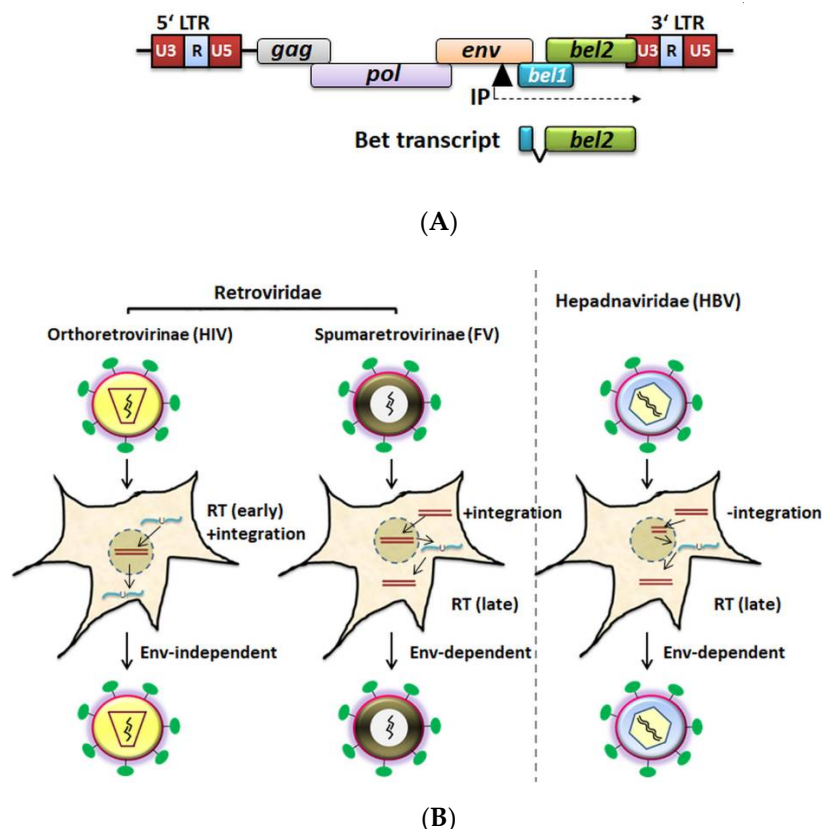 5‘ LTR 3‘ LTR
U3 R U5 gag pol env bel1 bel2 U3 R U5
IP
Bet transcript bel2
(A)
Retroviridae
Hepadnaviridae (HBV)
Orthoretrovirinae (HIV) Spumaretrovirinae (FV)
RT (early)
+integration
+integration
-integration
RT (late)
RT (late)
Env-independent Env-dependent Env-dependent
(B)